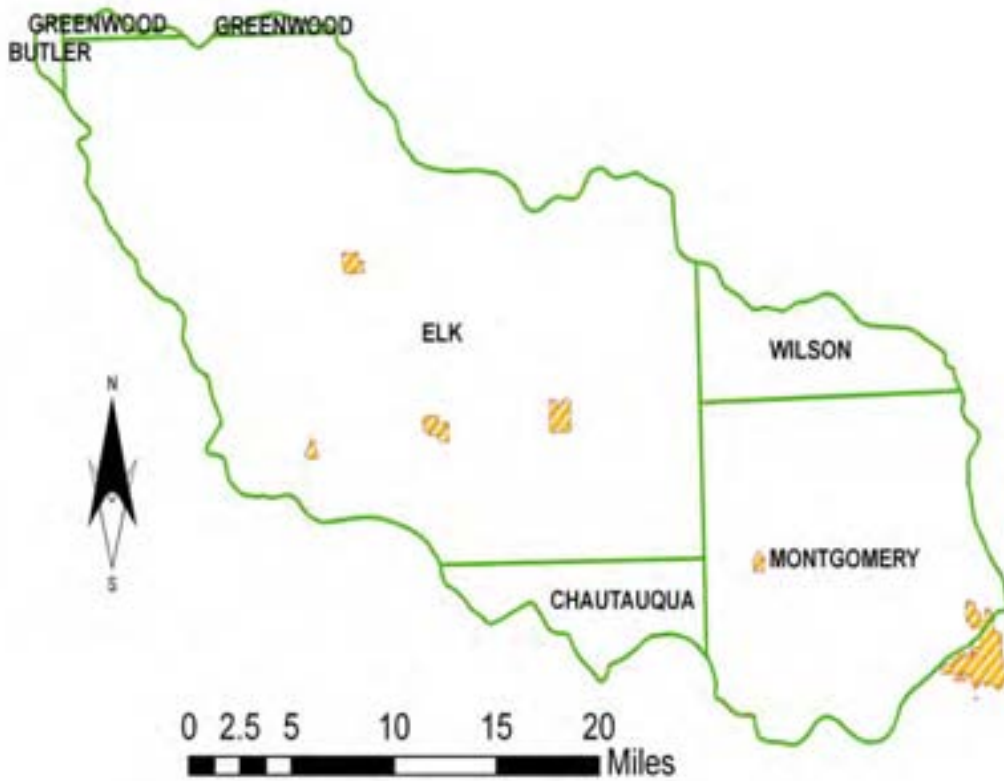 GREENWOOD GREENWOOD
BUTLER
ELK
WILSON
N
S
MONTGOMERY
CHAUTAUQUA
0 2.5 5 10 15 20
Miles